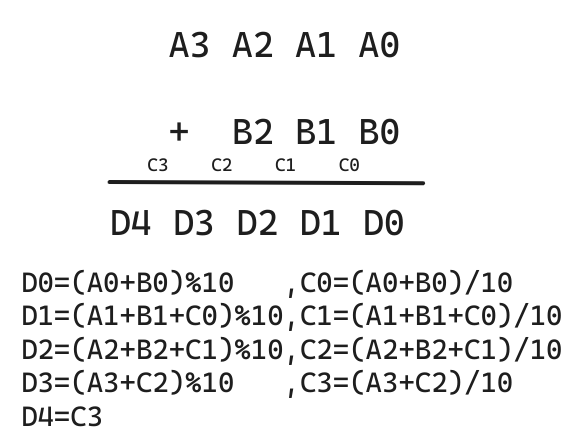 A3 A2 A1 A0
+ B2 B1 B0
C3 C2 C1 C0
D4 D3 D2 D1 D0
D0=(A0+B0)%10 ,C0=(A0+B0)/10
D1=(A1+B1+C0)%10,C1=(A1+B1+C0)/10
D2=(A2+B2+C1)%10,C2=(A2+B2+C1)/10
D3=(A3+C2)%10 ,C3=(A3+C2)/10
D4=C3